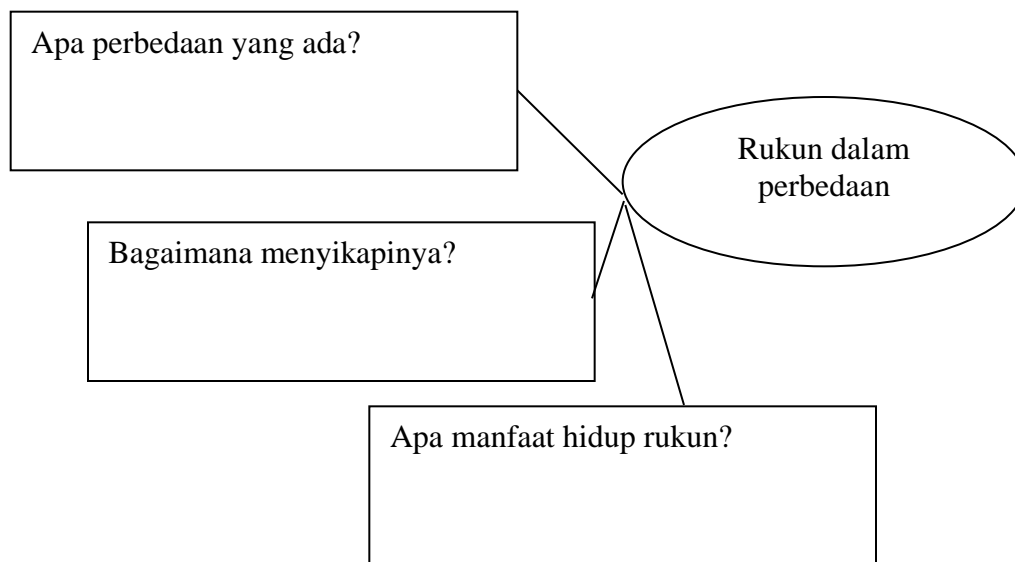 Apa perbedaan yang ada?
Rukun dalam
perbedaan
Bagaimana menyikapinya?
Apa manfaat hidup rukun?